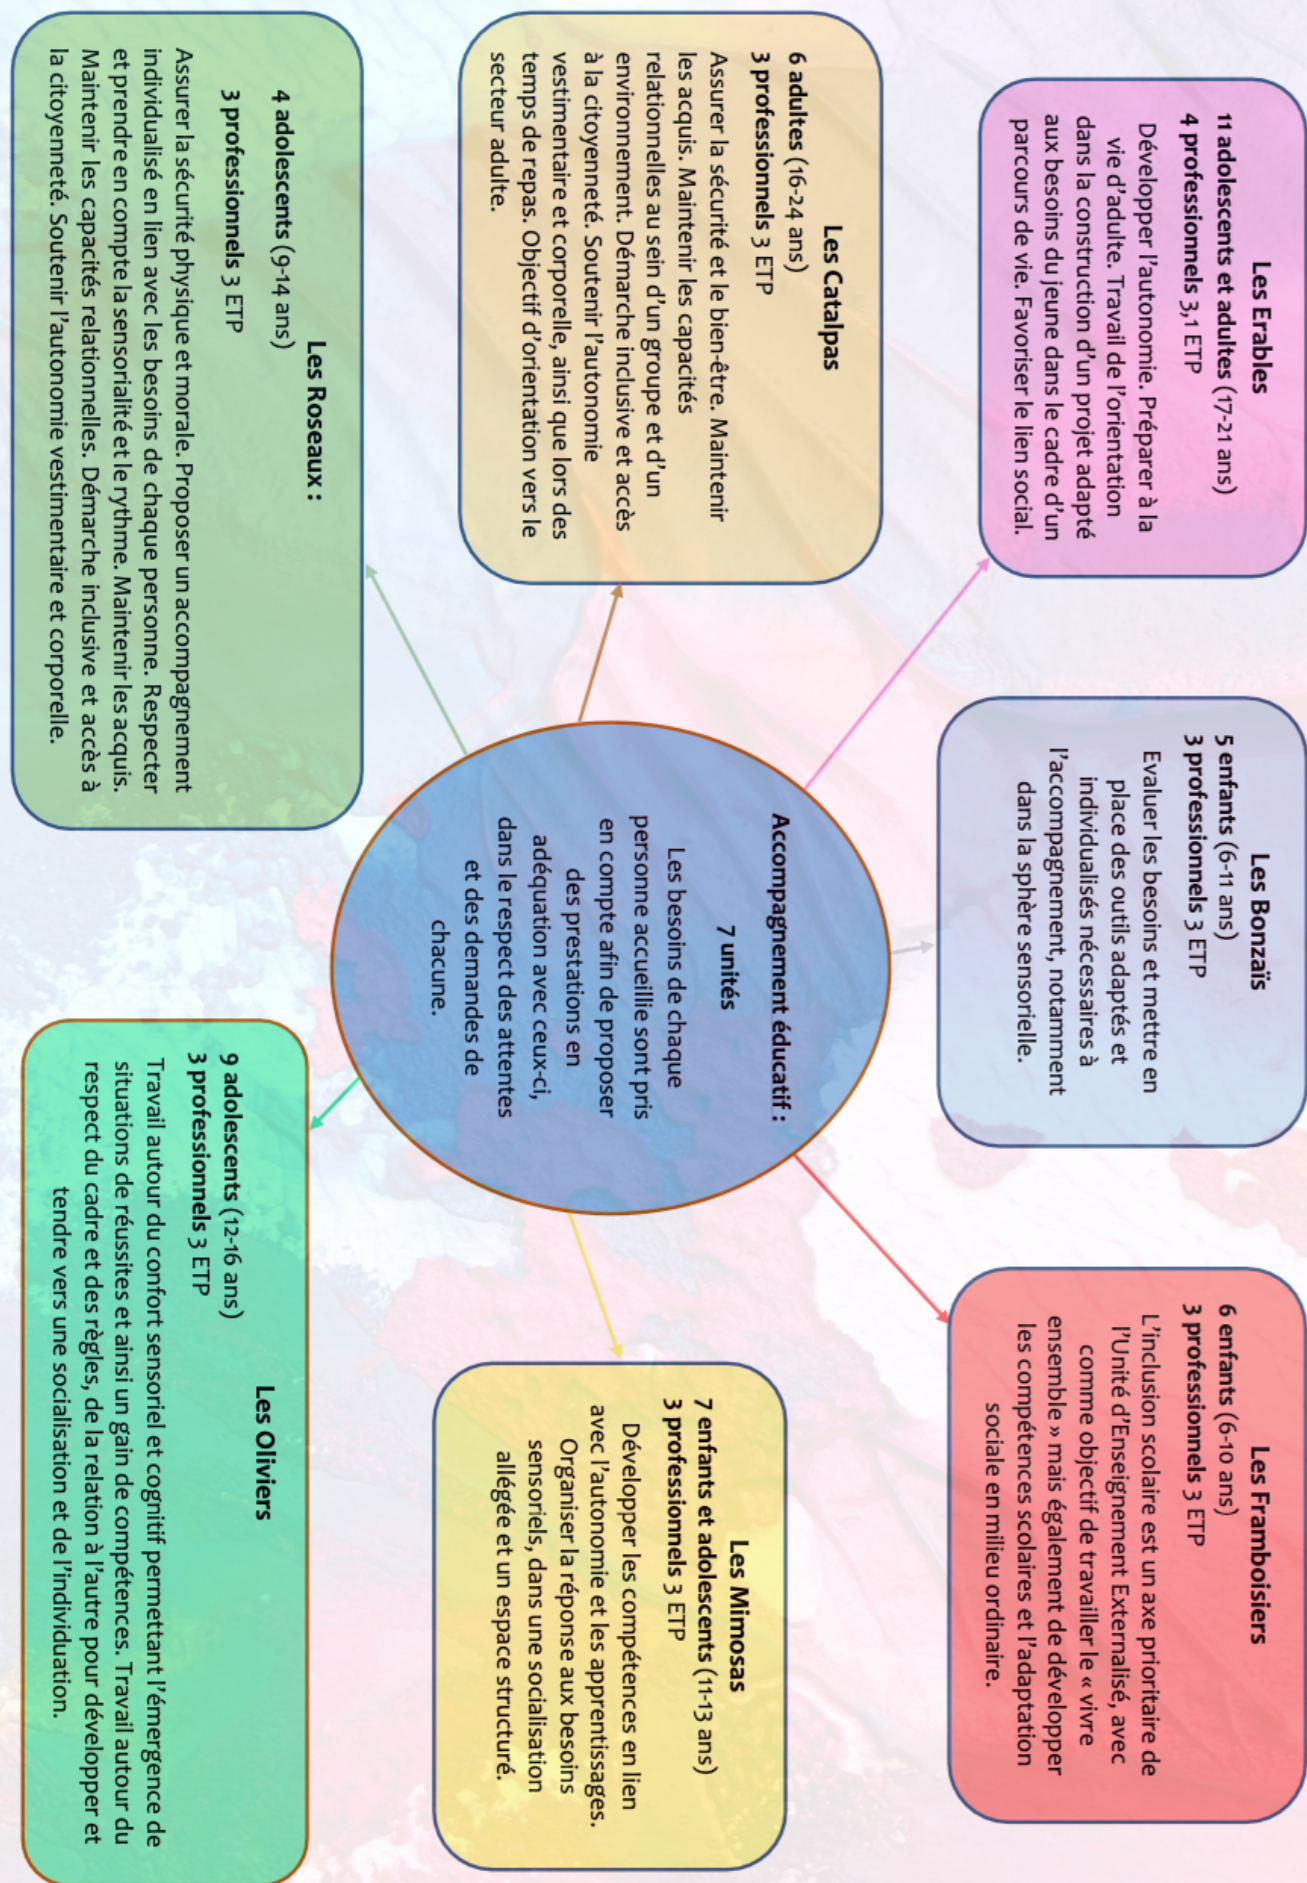 Les Erables
11 adolescents et adultes (17-21 ans)
4 professionnels 3,1 ETP
Développer l'autonomie. Préparer à la
vie d'adulte. Travail de l'orientation
dans la construction d'un projet adapté
aux besoins du jeune dans le cadre d'un
parcours de vie. Favoriser le lien social.
Les Bonzaïs
5 enfants (6-11 ans)
3 professionnels 3 ETP
Evaluer les besoins et mettre en
place des outils adaptés et
individualisés nécessaires à
l'accompagnement, notamment
dans la sphère sensorielle.
Les Framboisiers
6 enfants (6-10 ans)
3 professionnels 3 ETP
L'inclusion scolaire est un axe prioritaire de
l'Unité d'Enseignement Externalisé, avec
comme objectif de travailler le « vivre
ensemble » mais également de développer
les compétences scolaires et l'adaptation
sociale en milieu ordinaire.
Les Catalpas
6 adultes (16-24 ans)
3 professionnels 3 ETP
Assurer la sécurité et le bien-être. Maintenir
les acquis. Maintenir les capacités
relationnelles au sein d'un groupe et d'un
environnement. Démarche inclusive et accès
à la citoyenneté. Soutenir l'autonomie
vestimentaire et corporelle, ainsi que lors des
temps de repas. Objectif d'orientation vers le
secteur adulte.
Accompagnement éducatif :
7 unités
Les besoins de chaque
personne accueillie sont pris
en compte afin de proposer
des prestations en
adéquation avec ceux-ci,
dans le respect des attentes
et des demandes de
chacune.
Les Mimosas
7 enfants et adolescents (11-13 ans)
3 professionnels 3 ETP
Développer les compétences en lien
avec l'autonomie et les apprentissages.
Organiser la réponse aux besoins
sensoriels, dans une socialisation
allégée et un espace structuré.
Les Roseaux :
4 adolescents (9-14 ans)
3 professionnels 3 ETP
Assurer la sécurité physique et morale. Proposer un accompagnement
individualisé en lien avec les besoins de chaque personne. Respecter
et prendre en compte la sensorialité et le rythme. Maintenir les acquis.
Maintenir les capacités relationnelles. Démarche inclusive et accès à
la citoyenneté. Soutenir l'autonomie vestimentaire et corporelle.
Les Oliviers
9 adolescents (12-16 ans)
3 professionnels 3 ETP
Travail autour du confort sensoriel et cognitif permettant l'émergence de
situations de réussites et ainsi un gain de compétences. Travail autour du
respect du cadre et des règles, de la relation à l'autre pour développer et
tendre vers une socialisation et de l'individuation.